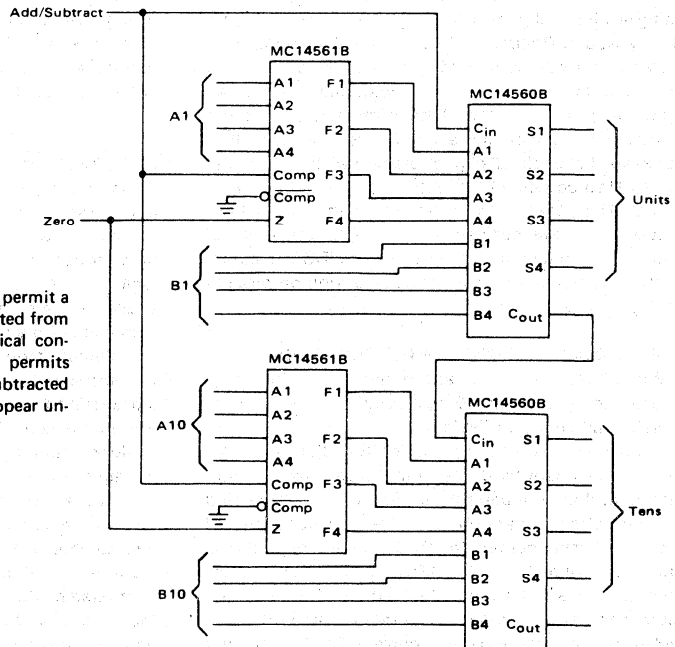 Add/Subtract
MC14561B
A1 F1
A2
A3 F2
A4
Comp F3
Comp
Z F4
A1
Zero
MC14560B
Cin S1
A1
A2 S2
A3
A4 S3
B1
B2 S4
B3
B4 Cout
Units
B1
permit a
ted from
ical con-
permits
ubtracted
ppear un-
MC14561B
A1 F1
A2
A3 F2
A4
Comp F3
Comp
Z F4
A10
MC14560B
Cin S1
A1
A2 S2
A3
A4 S3
B1
B2 S4
B3
B4 Cout
Tens
B10